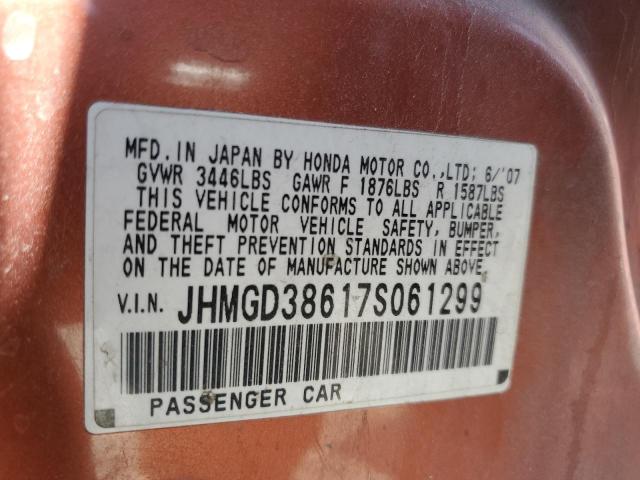 MFD. IN JAPAN BY HONDA MOTOR CO., LTD; 6/'07
GVWR 3446LBS GAWR F 1876LBS R 1587LBS
THIS VEHICLE CONFORMS TO ALL APPLICABLE
FEDERAL MOTOR VEHICLE SAFETY, BUMPER,
AND THEFT PREVENTION STANDARDS IN EFFECT
ON THE DATE OF MANUFACTURE SHOWN ABOVE.
V.I.N. JHMGD38617S061299
PASSENGER CAR